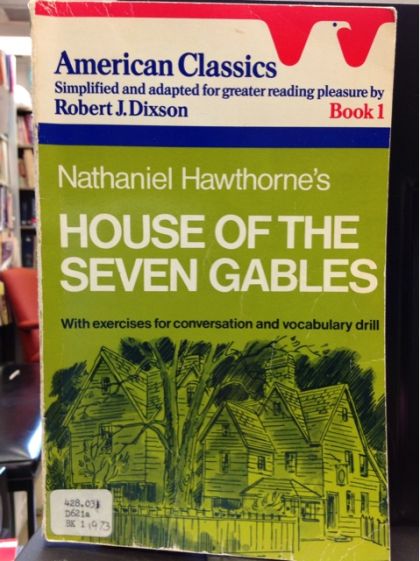 American Classics
Simplified and adapted for greater reading pleasure by
Robert J. Dixson
Book 1
Nathaniel Hawthorne's
HOUSE OF THE
SEVEN GABLES
With exercises for conversation and vocabulary drill
428.03
D621a
BK 1 1973